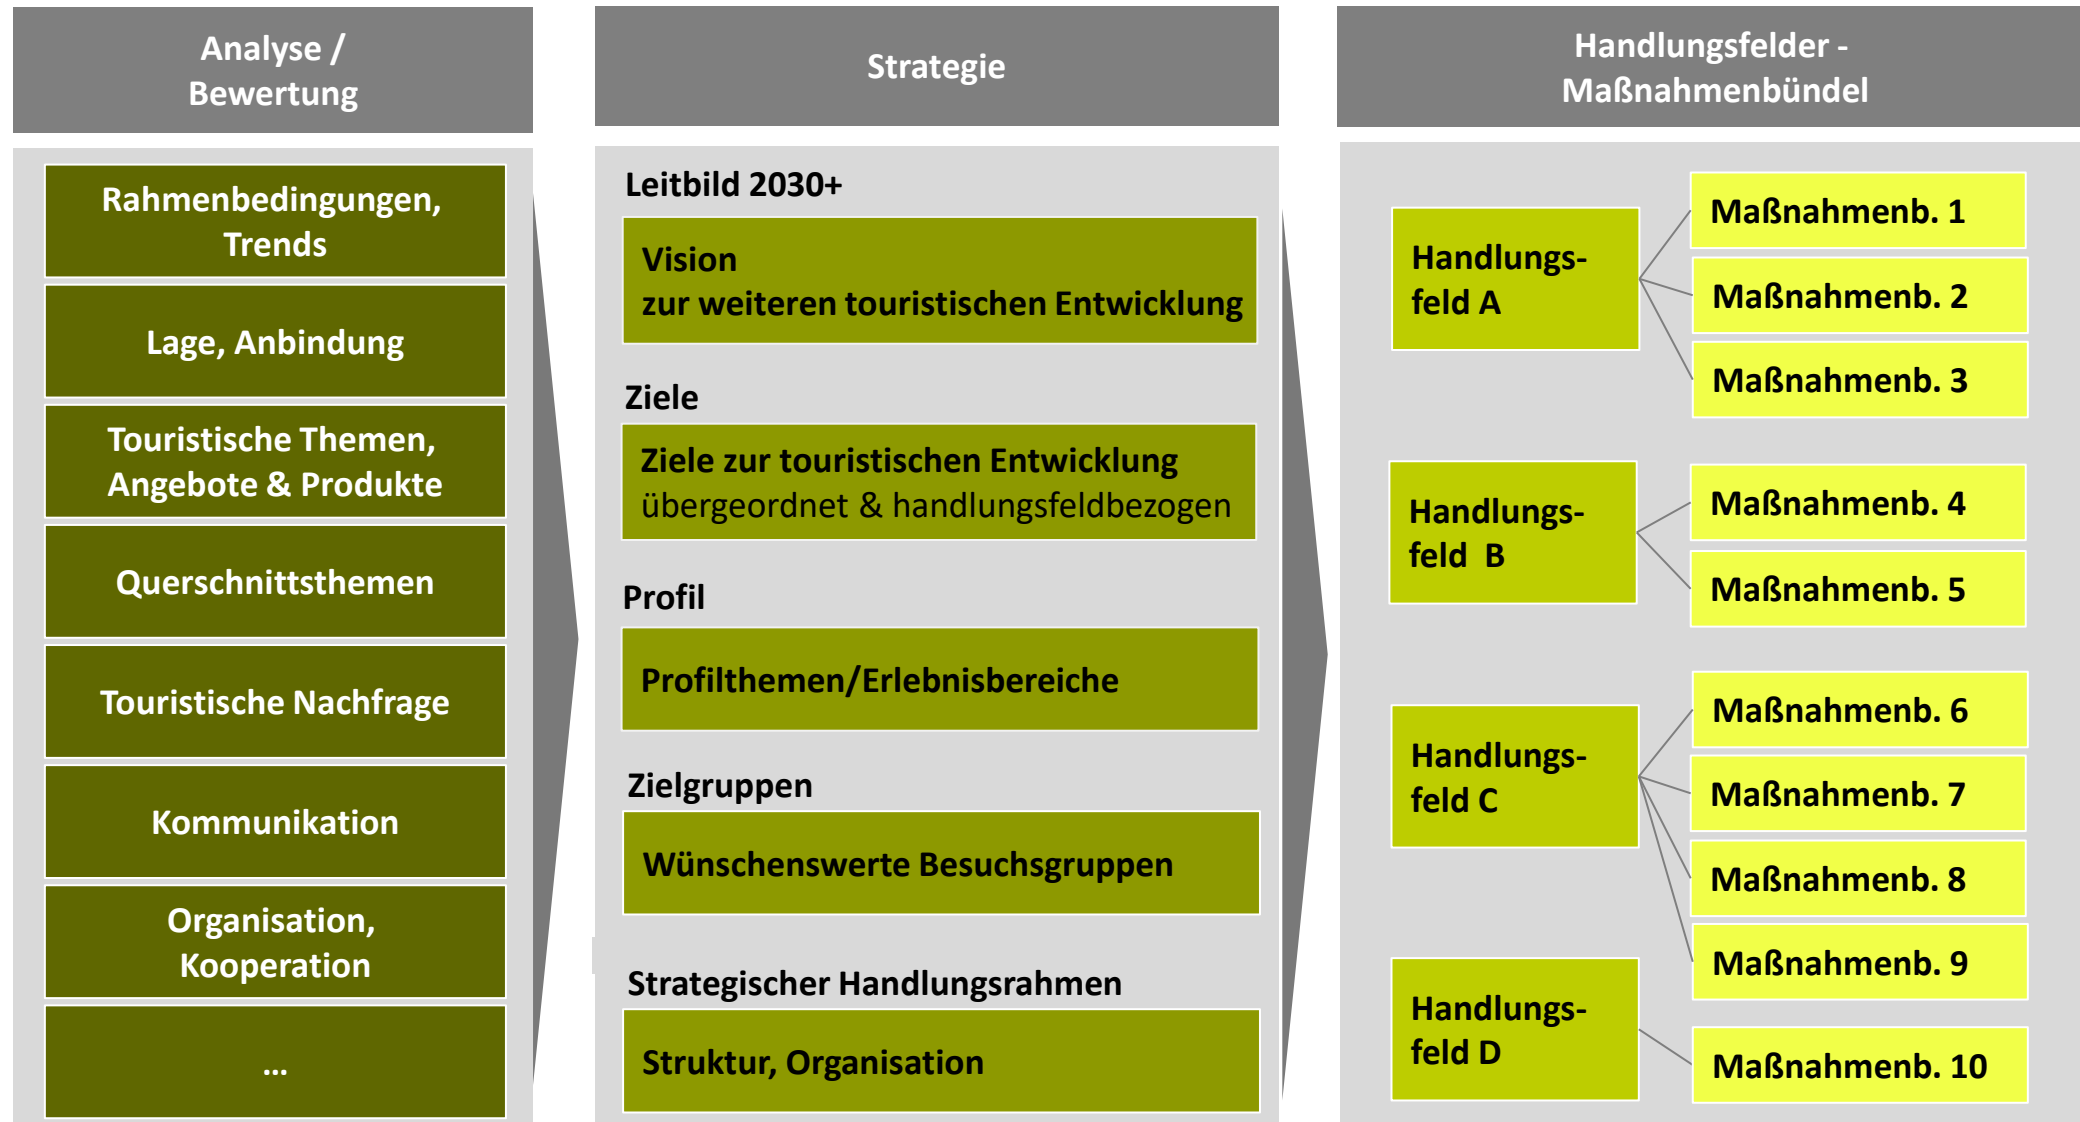 Analyse /
Bewertung
Rahmenbedingungen,
Trends
Lage, Anbindung
Touristische Themen,
Angebote & Produkte
Querschnittsthemen
Touristische Nachfrage
Kommunikation
Organisation,
Kooperation
...
Strategie
Leitbild 2030+
Vision
zur weiteren touristischen Entwicklung
Ziele
Ziele zur touristischen Entwicklung
übergeordnet & handlungsfeldbezogen
Profil
Profilthemen/Erlebnisbereiche
Zielgruppen
Wünschenswerte Besuchsgruppen
Strategischer Handlungsrahmen
Struktur, Organisation
Handlungsfelder -
Maßnahmenbündel
Handlungs-
feld A
Maßnahmenb. 1
Maßnahmenb. 2
Maßnahmenb. 3
Handlungs-
feld B
Maßnahmenb. 4
Maßnahmenb. 5
Handlungs-
feld C
Maßnahmenb. 6
Maßnahmenb. 7
Maßnahmenb. 8
Maßnahmenb. 9
Handlungs-
feld D
Maßnahmenb. 10